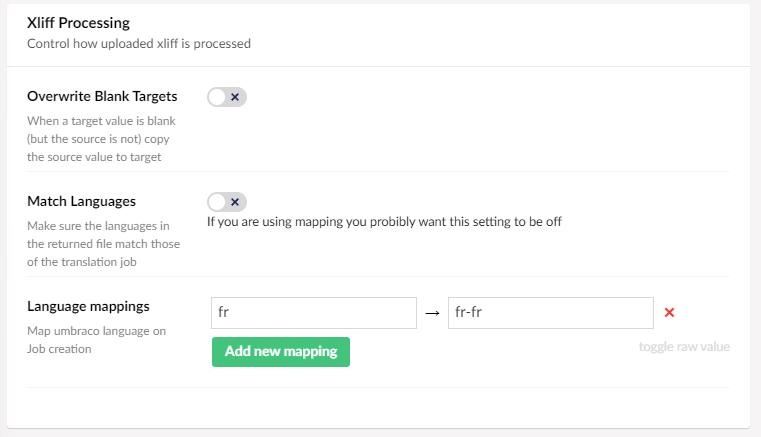 Xliff Processing
Control how uploaded xliff is processed
Overwrite Blank Targets
When a target value is blank
(but the source is not) copy
the source value to target
Match Languages
Make sure the languages in
the returned file match those
of the translation job
If you are using mapping you probibly want this setting to be off
Language mappings
Map umbraco language on
Job creation
fr → fr-fr
Add new mapping
toggle raw value